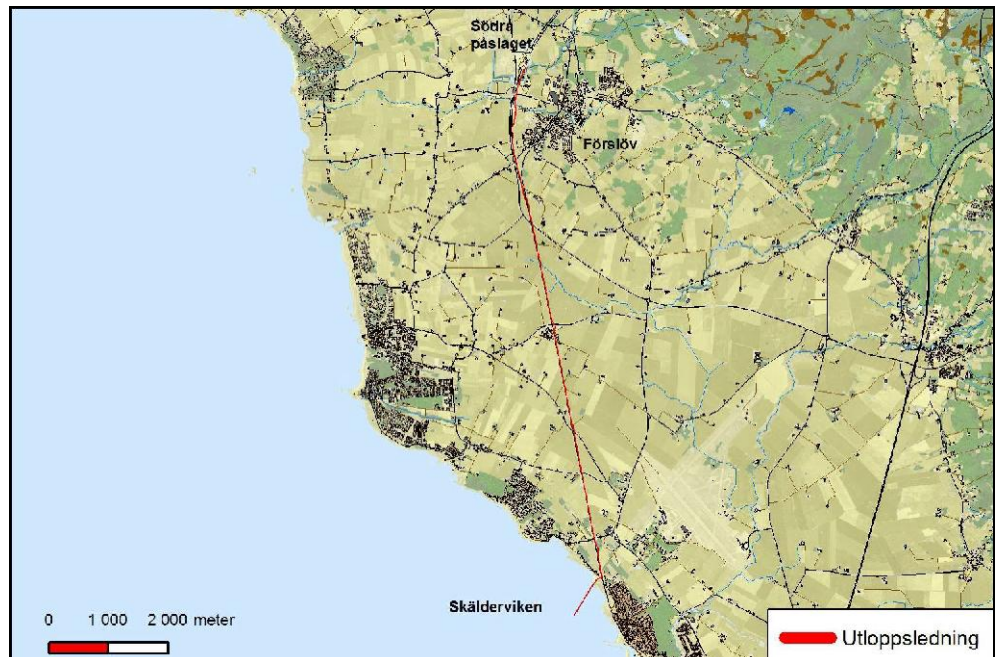 Södra
påslaget
Förslöv
Skälderviken
0 1 000 2 000 meter
Utloppsledning